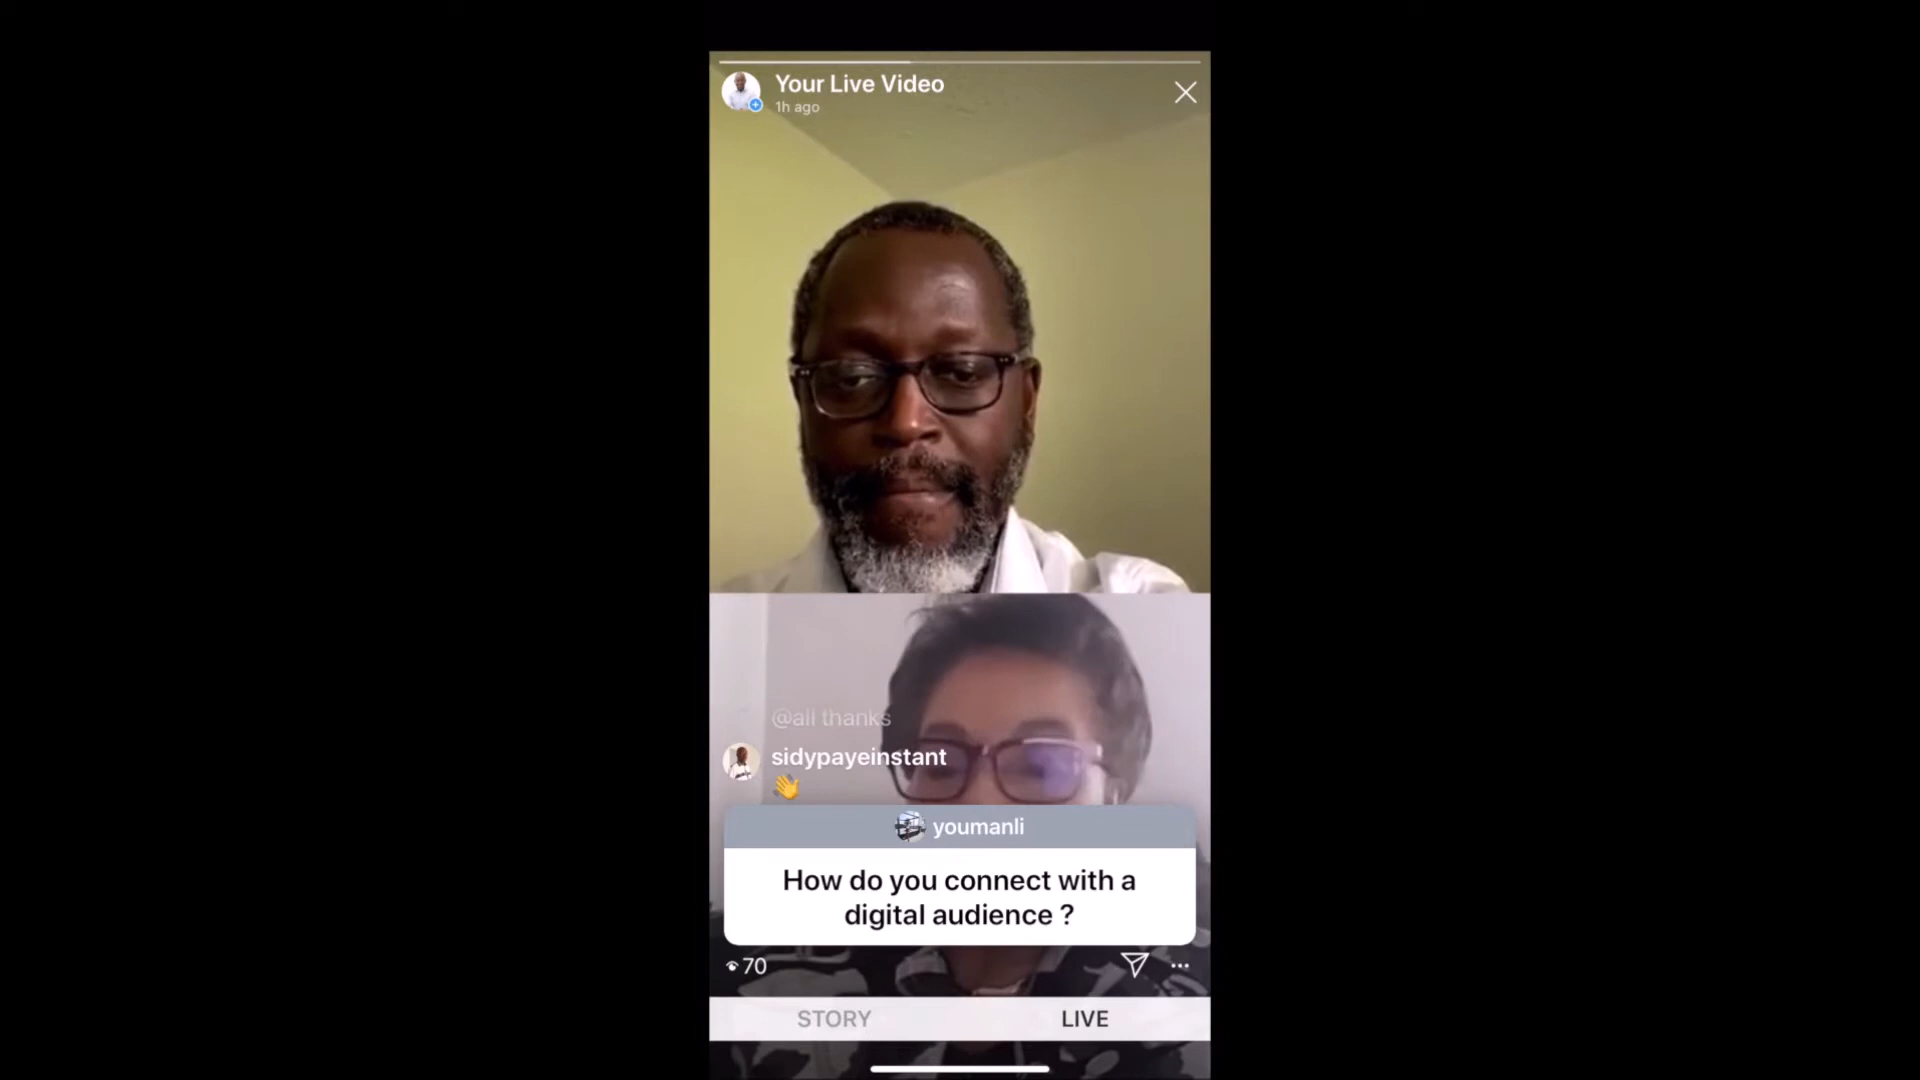 Your Live Video
1h ago
@all thanks
sidypayeinstant
👋
youmanli
How do you connect with a
digital audience ?
70
STORY
LIVE